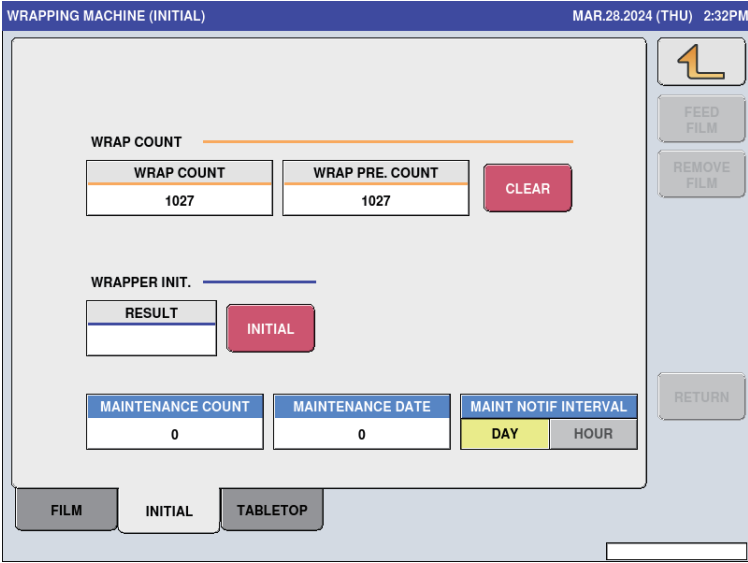 WRAPPING MACHINE (INITIAL) MAR.28.2024 (THU) 2:32PM
FEED
FILM
REMOVE
FILM
WRAP COUNT
WRAP COUNT WRAP PRE. COUNT
1027 1027
CLEAR
WRAPPER INIT.
RESULT
INITIAL
MAINTENANCE COUNT MAINTENANCE DATE MAINT NOTIF INTERVAL
0 0 DAY HOUR
RETURN
FILM INITIAL TABLETOP